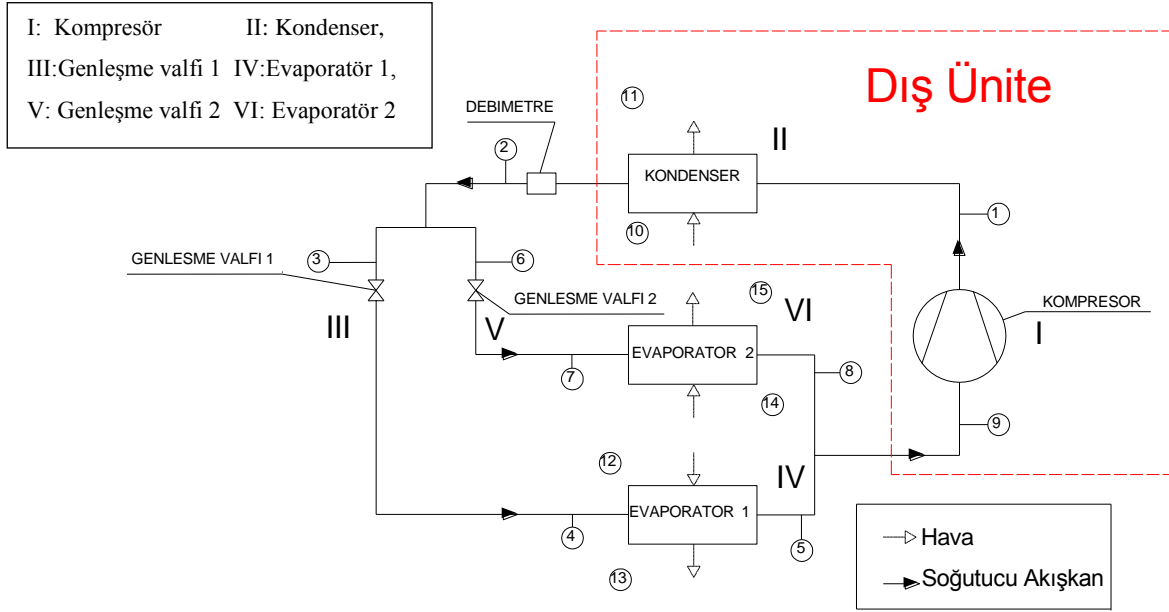 I: Kompresör II: Kondenser,
III:Genleşme valfi 1 IV:Evaporatör 1,
V: Genleşme valfi 2 VI: Evaporatör 2
Dış Ünite
11
DEBIMETRE
II
2
KONDENSER
1
10
3
6
GENLESME VALFI 1
15
GENLESME VALFI 2
VI
KOMPRESOR
III
V
I
EVAPORATOR 2
7
8
14
9
12
IV
EVAPORATOR 1
4
5
13
Hava
Soğutucu Akışkan